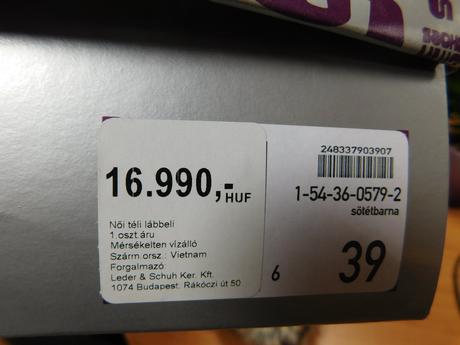 16.990,- HUF
Női téli lábbeli
1.oszt.áru
Mérsékelten vízálló
Szárm.orsz.: Vietnam
Forgalmazó:
Leder & Schuh Ker. Kft.
1074 Budapest. Rákóczi út 50
248337903907
1-54-36-0579-2
sötétbarna
6 39